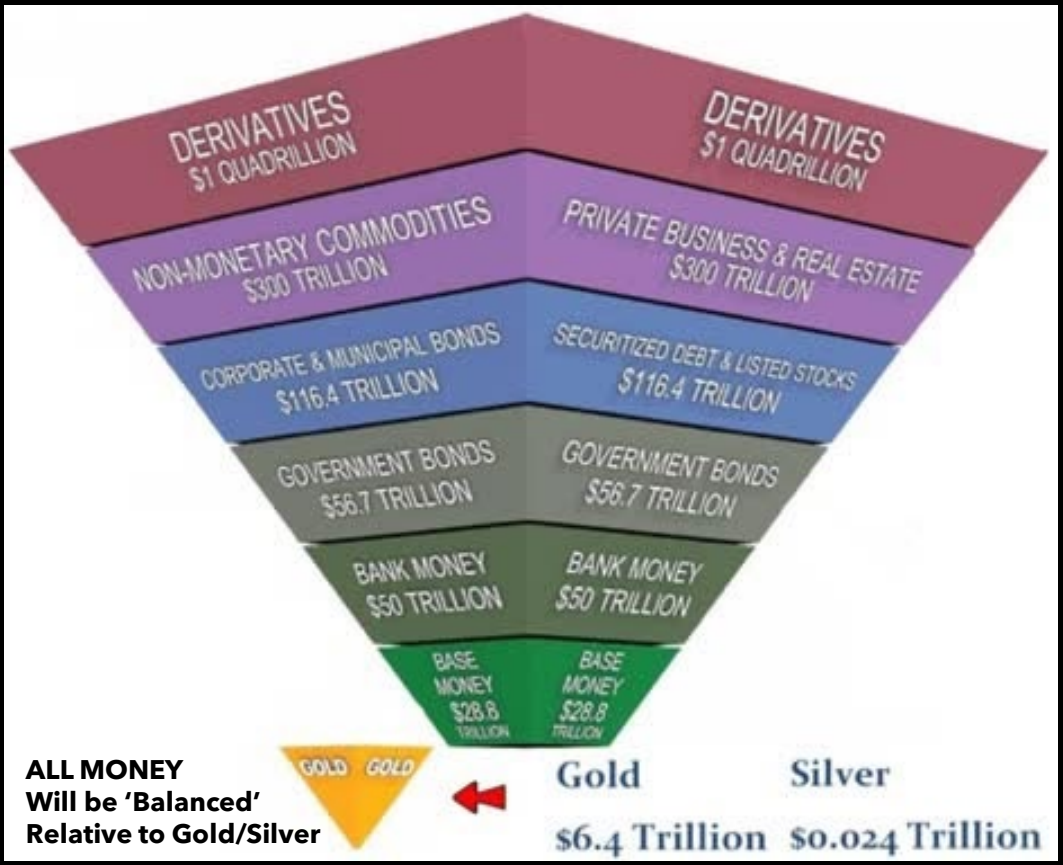 DERIVATIVES
$1 QUADRILLION
DERIVATIVES
$1 QUADRILLION
NON-MONETARY COMMODITIES
$300 TRILLION
PRIVATE BUSINESS & REAL ESTATE
$300 TRILLION
CORPORATE & MUNICIPAL BONDS
$116.4 TRILLION
SECURITIZED DEBT & LISTED STOCKS
$116.4 TRILLION
GOVERNMENT BONDS
$56.7 TRILLION
GOVERNMENT BONDS
$56.7 TRILLION
BANK MONEY
$50 TRILLION
BANK MONEY
$50 TRILLION
BASE
MONEY
$28.8
TRILLION
BASE
MONEY
$28.8
TRILLION
GOLD GOLD
ALL MONEY
Will be ‘Balanced’
Relative to Gold/Silver
Gold
$6.4 Trillion
Silver
$0.024 Trillion